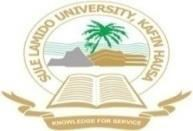 SULE LAMIDO UNIVERSITY, KAFIN HAUSA
KNOWLEDGE FOR SERVICE